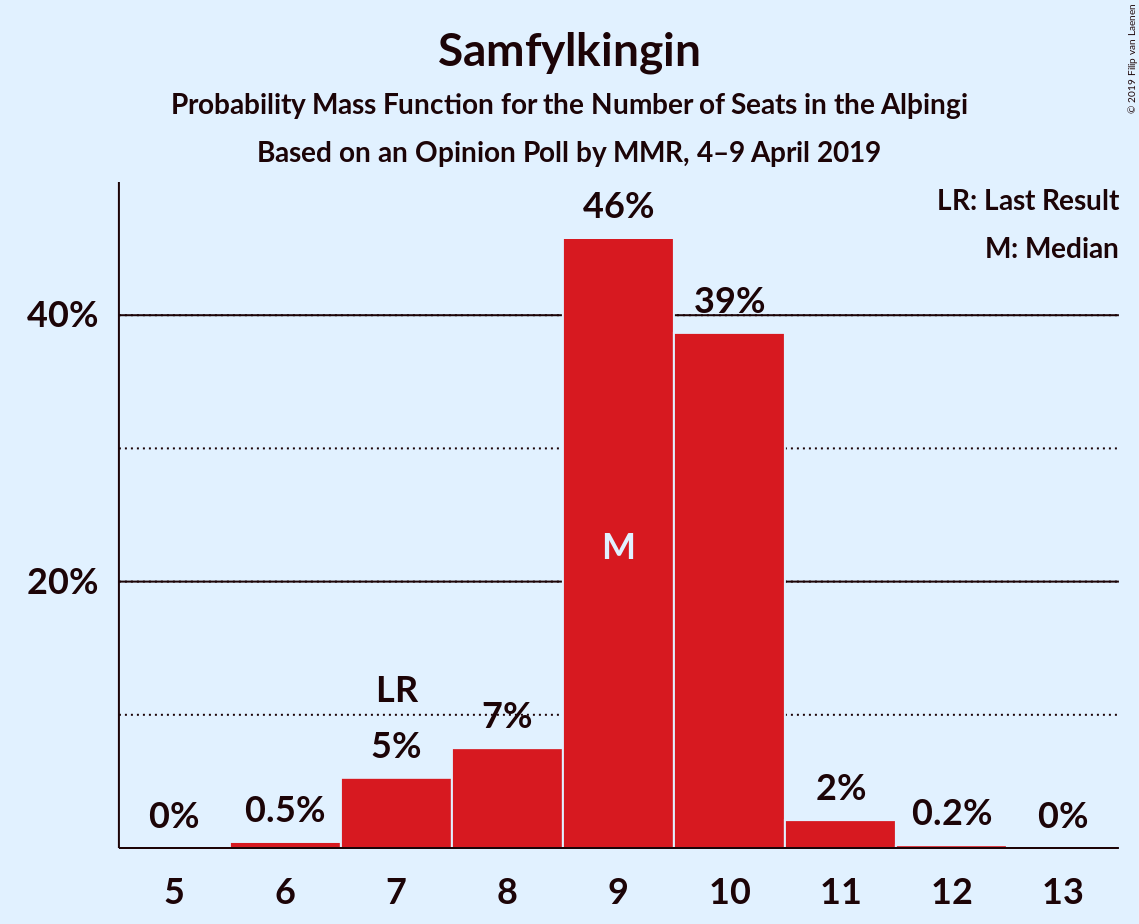 Samfylkingin
Probability Mass Function for the Number of Seats in the Alþingi
Based on an Opinion Poll by MMR, 4–9 April 2019
© 2019 Filip van Laenen
LR: Last Result
M: Median
46%
39%
40%
M
20%
LR
7%
5%
2%
0%
0.5%
0.2%
0%
5 6 7 8 9 10 11 12 13